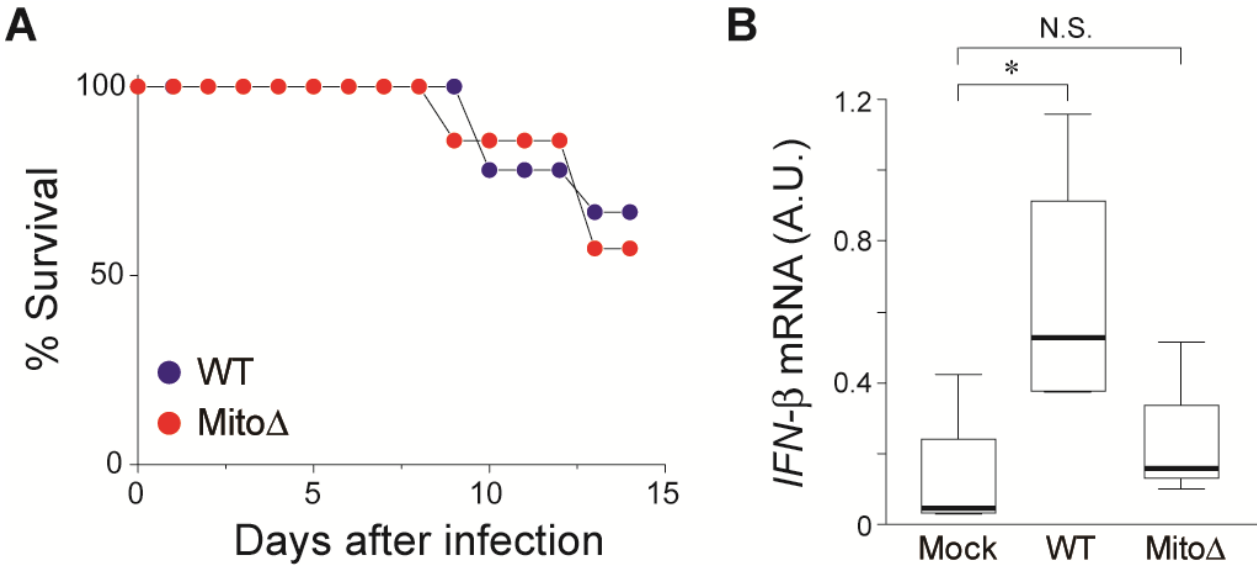 A
% Survival
100
50
0
WT
MitoΔ
0 5 10 15
Days after infection
B
N.S.
*
IFN-β mRNA (A.U.)
1.2
0.8
0.4
0
Mock WT MitoΔ